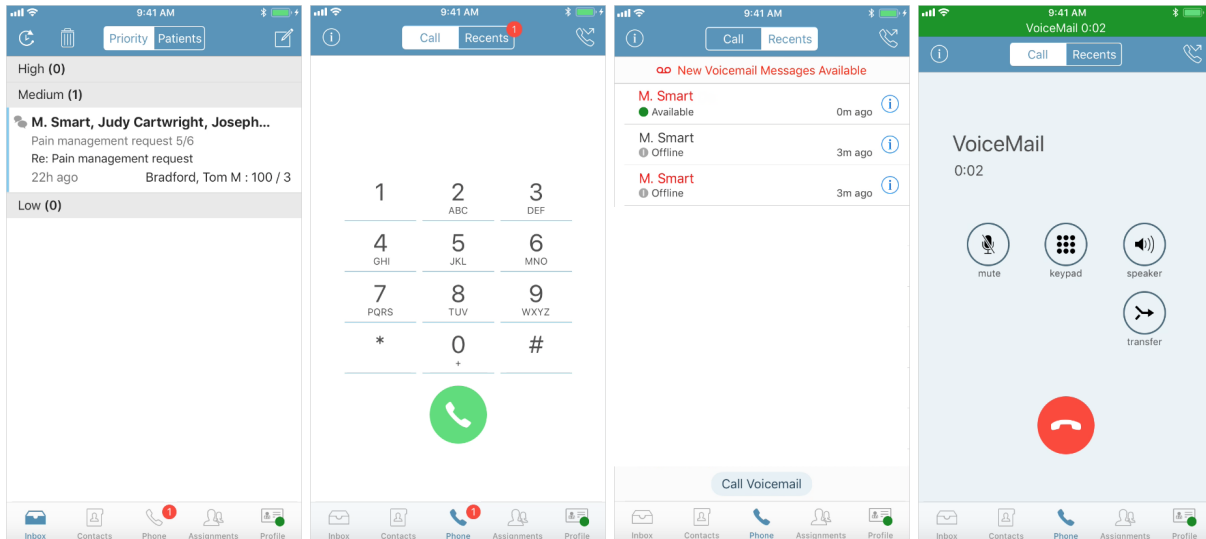 9:41 AM
Priority Patients
High (0)
Medium (1)
M. Smart, Judy Cartwright, Joseph...
Pain management request 5/6
Re: Pain management request
22h ago Bradford, Tom M : 100 / 3
Low (0)
1
Inbox Contacts Phone Assignments Profile
9:41 AM
Call Recents 1
1 2 3
ABC DEF
4 5 6
GHI JKL MNO
7 8 9
PQRS TUV WXYZ
* 0 #
+
1
Inbox Contacts Phone Assignments Profile
9:41 AM
Call Recents
New Voicemail Messages Available
M. Smart
Available 0m ago
M. Smart
Offline 3m ago
M. Smart
Offline 3m ago
Call Voicemail
Inbox Contacts Phone Assignments Profile
9:41 AM
VoiceMail 0:02
Call Recents
VoiceMail
0:02
mute keypad speaker
transfer
Inbox Contacts Phone Assignments Profile